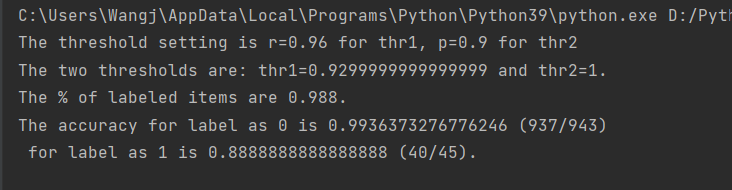 C:\Users\Wangj\AppData\Local\Programs\Python\Python39\python.exe D:/Pyth
The threshold setting is r=0.96 for thr1, p=0.9 for thr2
The two thresholds are: thr1=0.9299999999999999 and thr2=1.
The % of labeled items are 0.988.
The accuracy for label as 0 is 0.9936373276776246 (937/943)
 for label as 1 is 0.8888888888888888 (40/45).